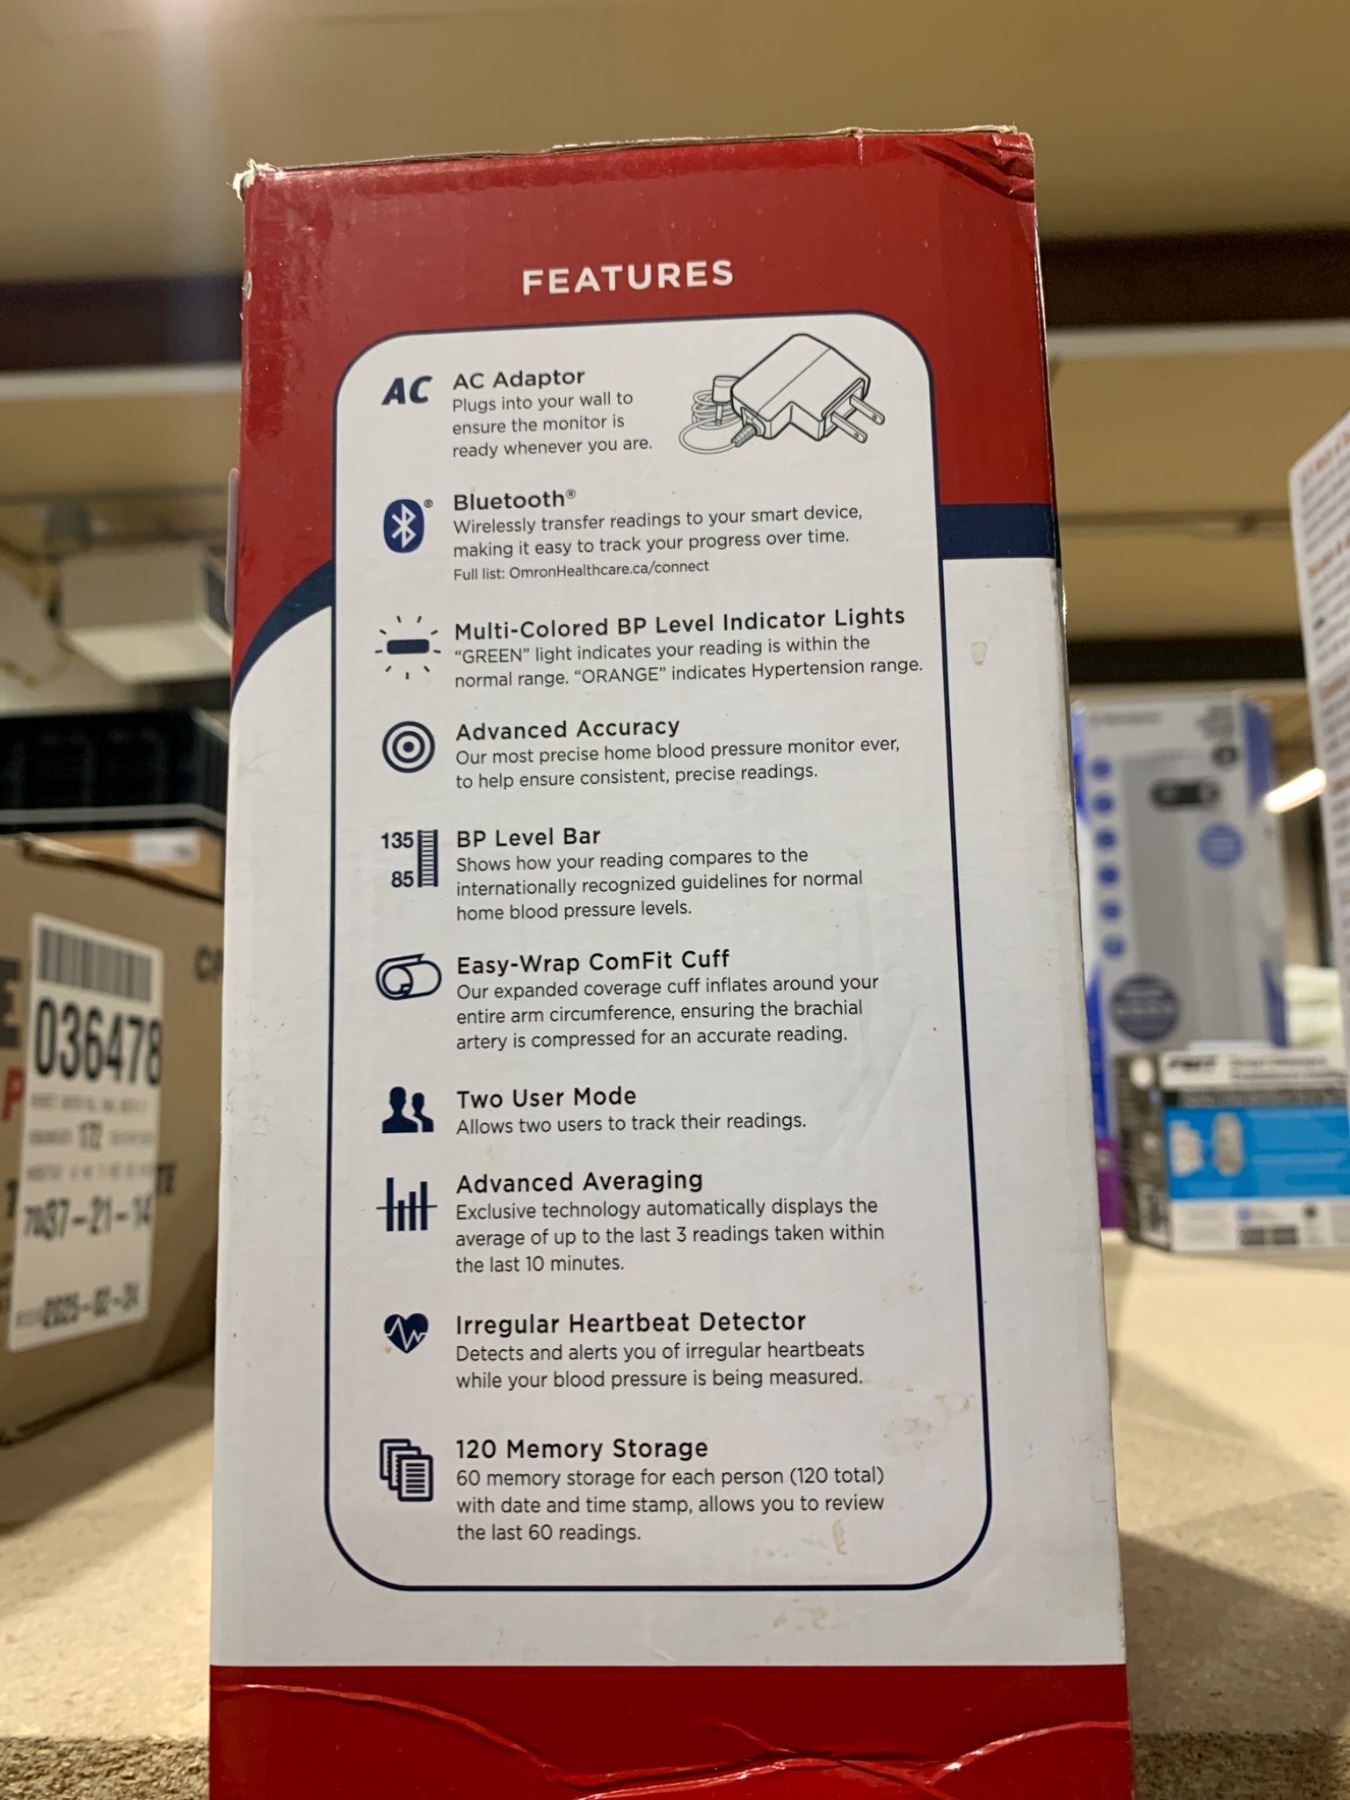 FEATURES
AC
AC Adaptor
Plugs into your wall to
ensure the monitor is
ready whenever you are.
Bluetooth®
Wirelessly transfer readings to your smart device,
making it easy to track your progress over time.
Full list: OmronHealthcare.ca/connect
Multi-Colored BP Level Indicator Lights
“GREEN” light indicates your reading is within the
normal range. “ORANGE” indicates Hypertension range.
Advanced Accuracy
Our most precise home blood pressure monitor ever,
to help ensure consistent, precise readings.
135
85
BP Level Bar
Shows how your reading compares to the
internationally recognized guidelines for normal
home blood pressure levels.
Easy-Wrap ComFit Cuff
Our expanded coverage cuff inflates around your
entire arm circumference, ensuring the brachial
artery is compressed for an accurate reading.
Two User Mode
Allows two users to track their readings.
Advanced Averaging
Exclusive technology automatically displays the
average of up to the last 3 readings taken within
the last 10 minutes.
Irregular Heartbeat Detector
Detects and alerts you of irregular heartbeats
while your blood pressure is being measured.
120 Memory Storage
60 memory storage for each person (120 total)
with date and time stamp, allows you to review
the last 60 readings.
036478
172